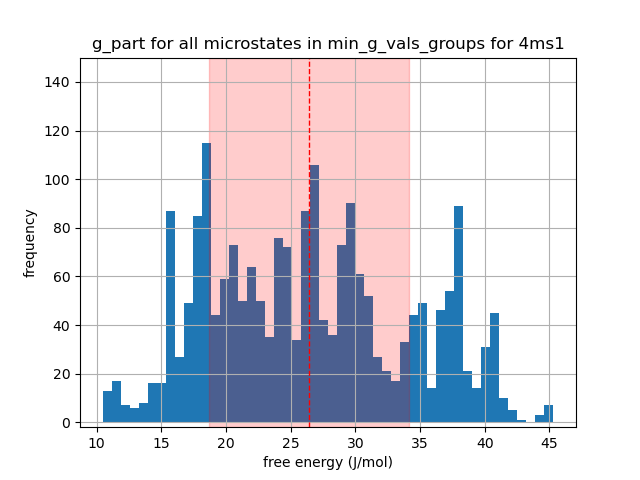 g_part for all microstates in min_g_vals_groups for 4ms1
140
120
100
80
60
40
20
0
frequency
10 15 20 25 30 35 40 45
free energy (J/mol)